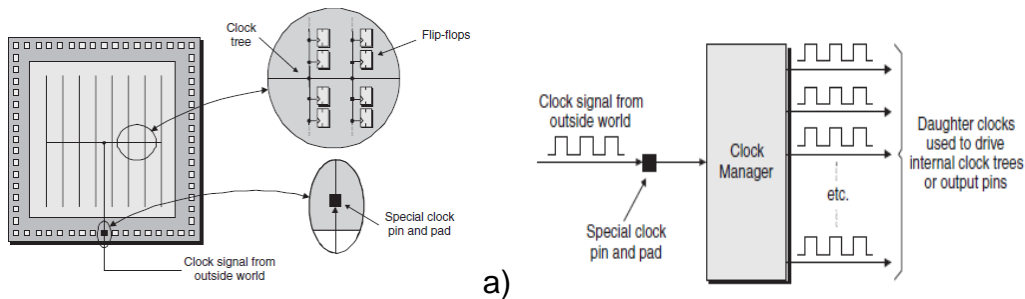 Clock
tree
Flip-flops
Special clock
pin and pad
Clock signal from
outside world
a)
Clock signal from
outside world
Special clock
pin and pad
Clock
Manager
etc.
Daughter clocks
used to drive
internal clock trees
or output pins